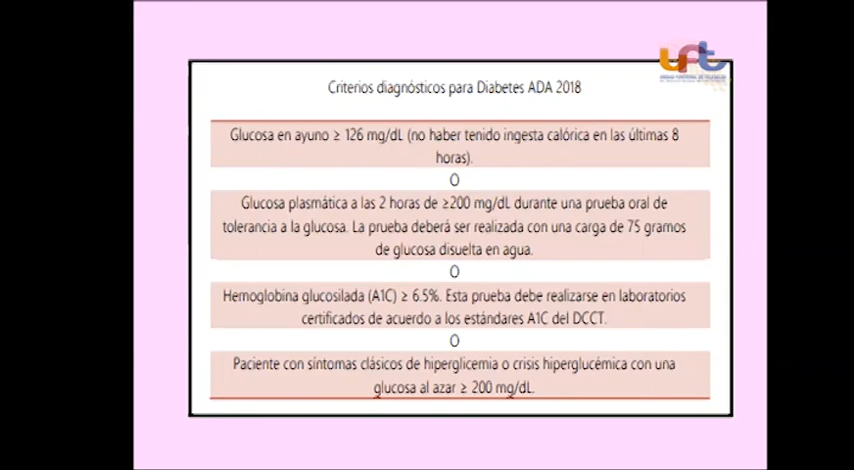 uft
Criterios diagnósticos para Diabetes ADA 2018
Glucosa en ayuno ≥ 126 mg/dL (no haber tenido ingesta calórica en las últimas 8
horas).
O
Glucosa plasmática a las 2 horas de ≥200 mg/dL durante una prueba oral de
tolerancia a la glucosa. La prueba deberá ser realizada con una carga de 75 gramos
de glucosa disuelta en agua.
O
Hemoglobina glucosilada (A1C) ≥ 6.5%. Esta prueba debe realizarse en laboratorios
certificados de acuerdo a los estándares A1C del DCCT.
O
Paciente con síntomas clásicos de hiperglicemia o crisis hiperglucémica con una
glucosa al azar ≥ 200 mg/dL.